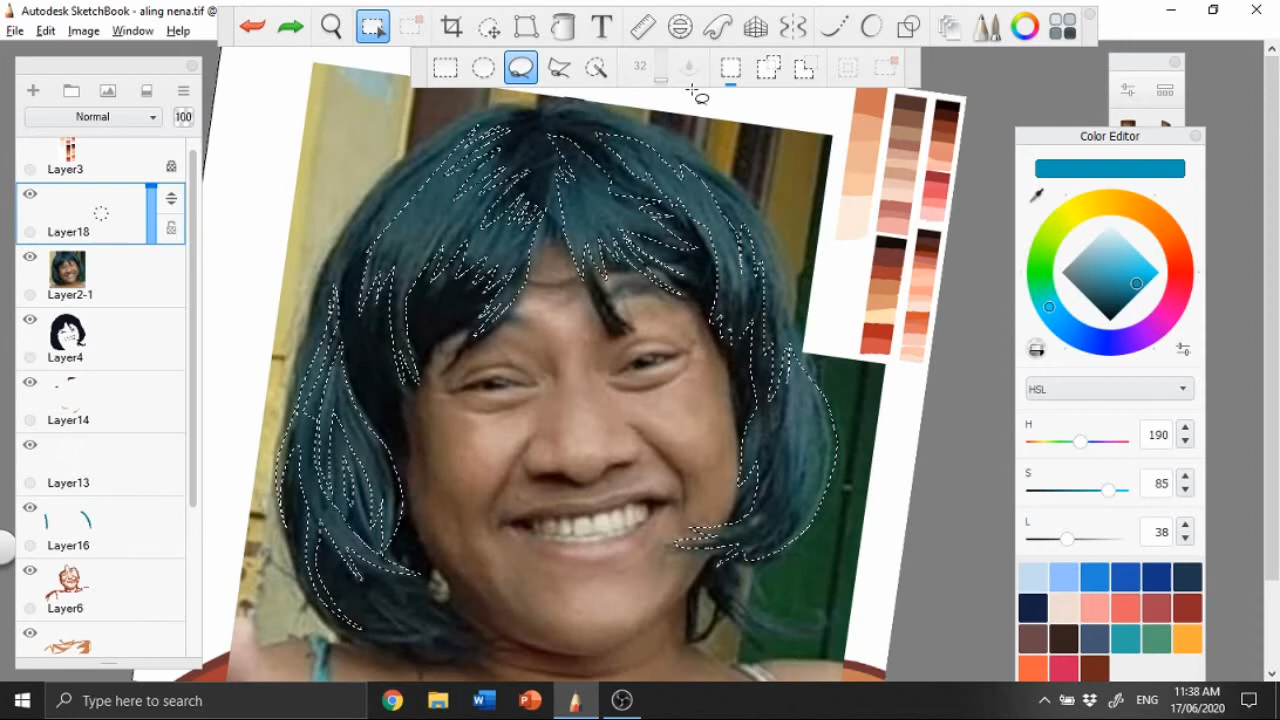 Autodesk SketchBook - aling nena.tif @
File Edit Image Window Help
Normal
100
Layer3
Layer18
Layer2-1
Layer4
Layer14
Layer13
Layer16
Layer6
T
32
Color Editor
HSL
H 190
S 85
L 38
Type here to search
ENG
11:38 AM
17/06/2020